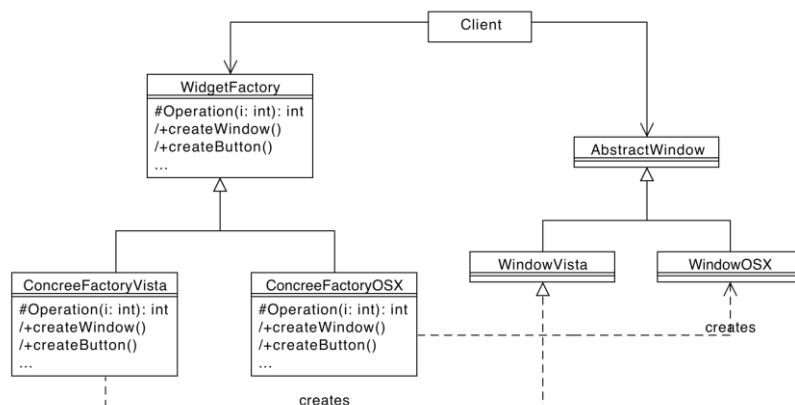 Client
WidgetFactory
#Operation(i: int): int
/+createWindow()
/+createButton()
...
AbstractWindow
ConcreeFactoryVista
#Operation(i: int): int
/+createWindow()
/+createButton()
...
ConcreeFactoryOSX
#Operation(i: int): int
/+createWindow()
/+createButton()
...
WindowVista
WindowOSX
creates
creates